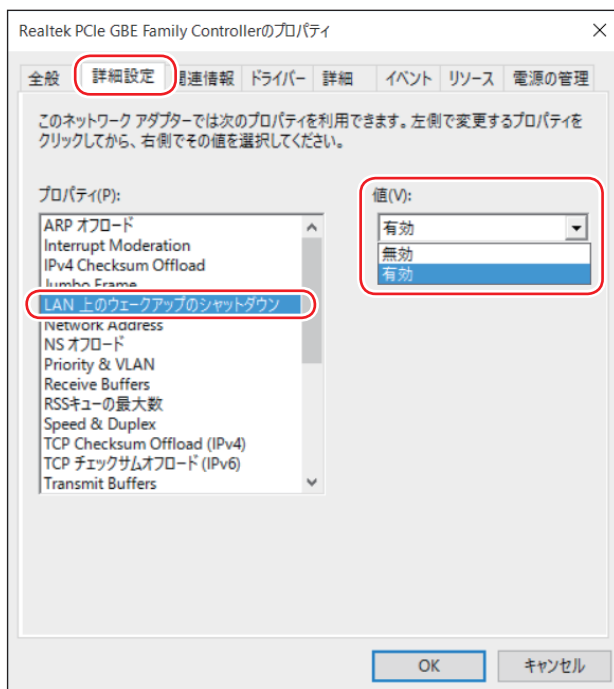 Realtek PCIe GBE Family Controllerのプロパティ
全般 詳細設定 関連情報 ドライバー 詳細 イベント リソース 電源の管理
このネットワーク アダプターでは次のプロパティを利用できます。左側で変更するプロパティを
クリックしてから、右側でその値を選択してください。
プロパティ(P):
ARP オフロード
Interrupt Moderation
IPv4 Checksum Offload
Jumbo Frame
LAN 上のウェークアップのシャットダウン
Network Address
NS オフロード
Priority & VLAN
Receive Buffers
RSSキューの最大数
Speed & Duplex
TCP Checksum Offload (IPv4)
TCP チェックサムオフロード (IPv6)
Transmit Buffers
値(V):
有効
無効
有効
OK キャンセル